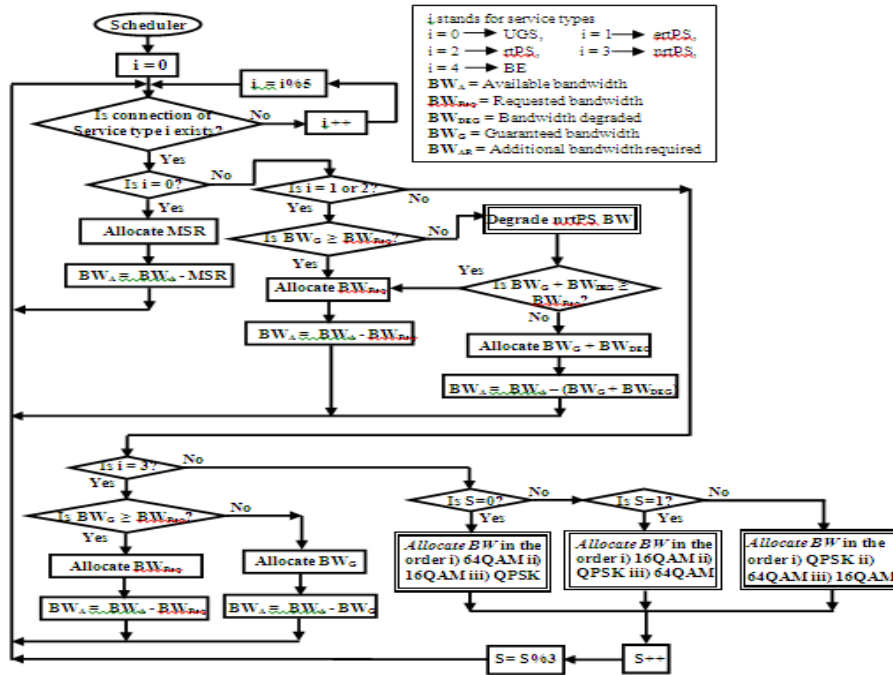 Scheduler
i = 0
i = i%5
Is connection of
Service type i exists?
No
i++
Yes
i stands for service types
i = 0 → UGS, i = 1 → ertPS,
i = 2 → rtPS, i = 3 → nrtPS,
i = 4 → BE
BWA = Available bandwidth
BWReq = Requested bandwidth
BWDEG = Bandwidth degraded
BWG = Guaranteed bandwidth
BWAR = Additional bandwidth required
Is i = 0?
No
Yes
Allocate MSR
BWA = BWA - MSR
Is i = 1 or 2?
No
Yes
Is BWG ≥ BWReq?
No
Yes
Degrade nrtPS BW
Is BWG + BWDEG ≥
BWReq?
Yes
No
Allocate BWReq
BWA = BWA - BWReq
Allocate BWG + BWDEG
BWA = BWA – (BWG + BWDEG)
Is i = 3?
No
Yes
Is BWG ≥ BWReq?
No
Yes
Allocate BWReq
BWA = BWA - BWReq
Allocate BWG
BWA = BWA - BWG
Is S=0?
No
Yes
Allocate BW in the
order i) 64QAM ii)
16QAM iii) QPSK
Is S=1?
No
Yes
Allocate BW in the
order i) 16QAM ii)
QPSK iii) 64QAM
Allocate BW in the
order i) QPSK ii)
64QAM iii) 16QAM
S++
S= S%3